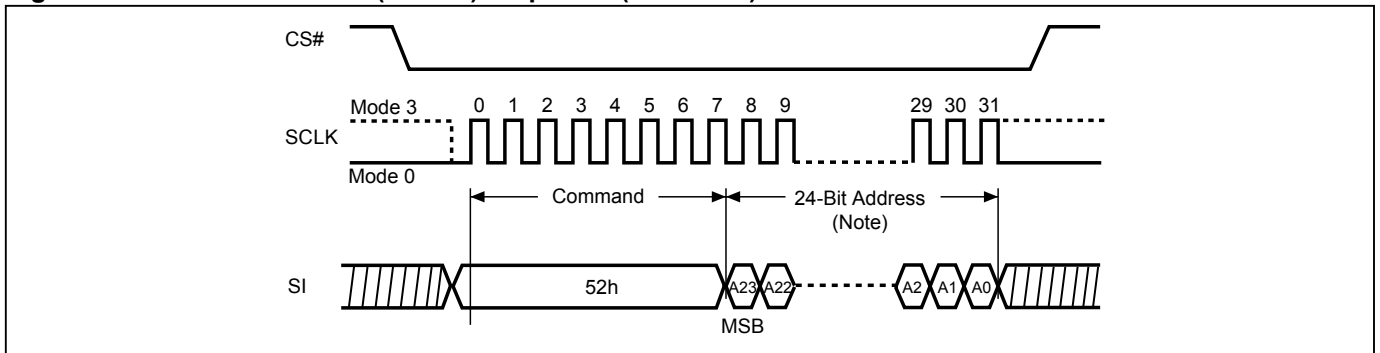 CS#
Mode 3 0 1 2 3 4 5 6 7 8 9 29 30 31
SCLK
Mode 0
Command 24-Bit Address
(Note)
SI 52h A23 A22 A2 A1 A0
MSB